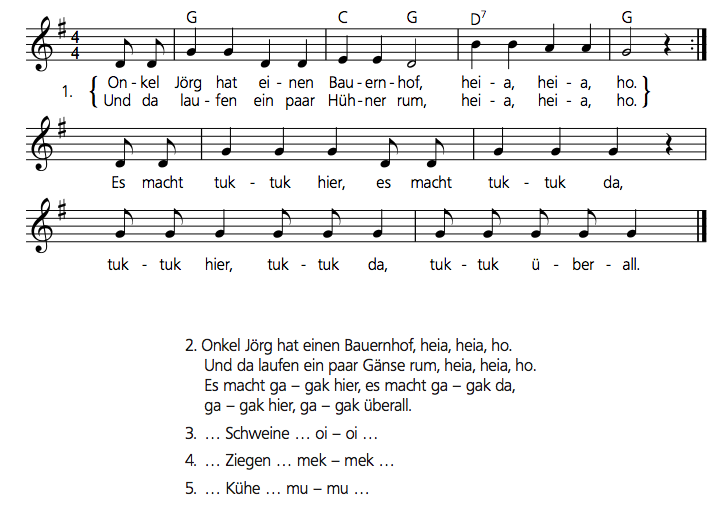 G C G D7 G
4
4
1. { On - kel Jörg hat ei - nen Bau - ern - hof, hei - a, hei - a, ho. }
Und da lau - fen ein paar Hüh - ner rum, hei - a, hei - a, ho.
Es macht tuk - tuk hier, es macht tuk - tuk da,
tuk - tuk hier, tuk - tuk da, tuk - tuk ü - ber - all.
2. Onkel Jörg hat einen Bauernhof, heia, heia, ho.
Und da laufen ein paar Gänse rum, heia, heia, ho.
Es macht ga – gak hier, es macht ga – gak da,
ga – gak hier, ga – gak überall.
3. … Schweine … oi – oi …
4. … Ziegen … mek – mek …
5. … Kühe … mu – mu …